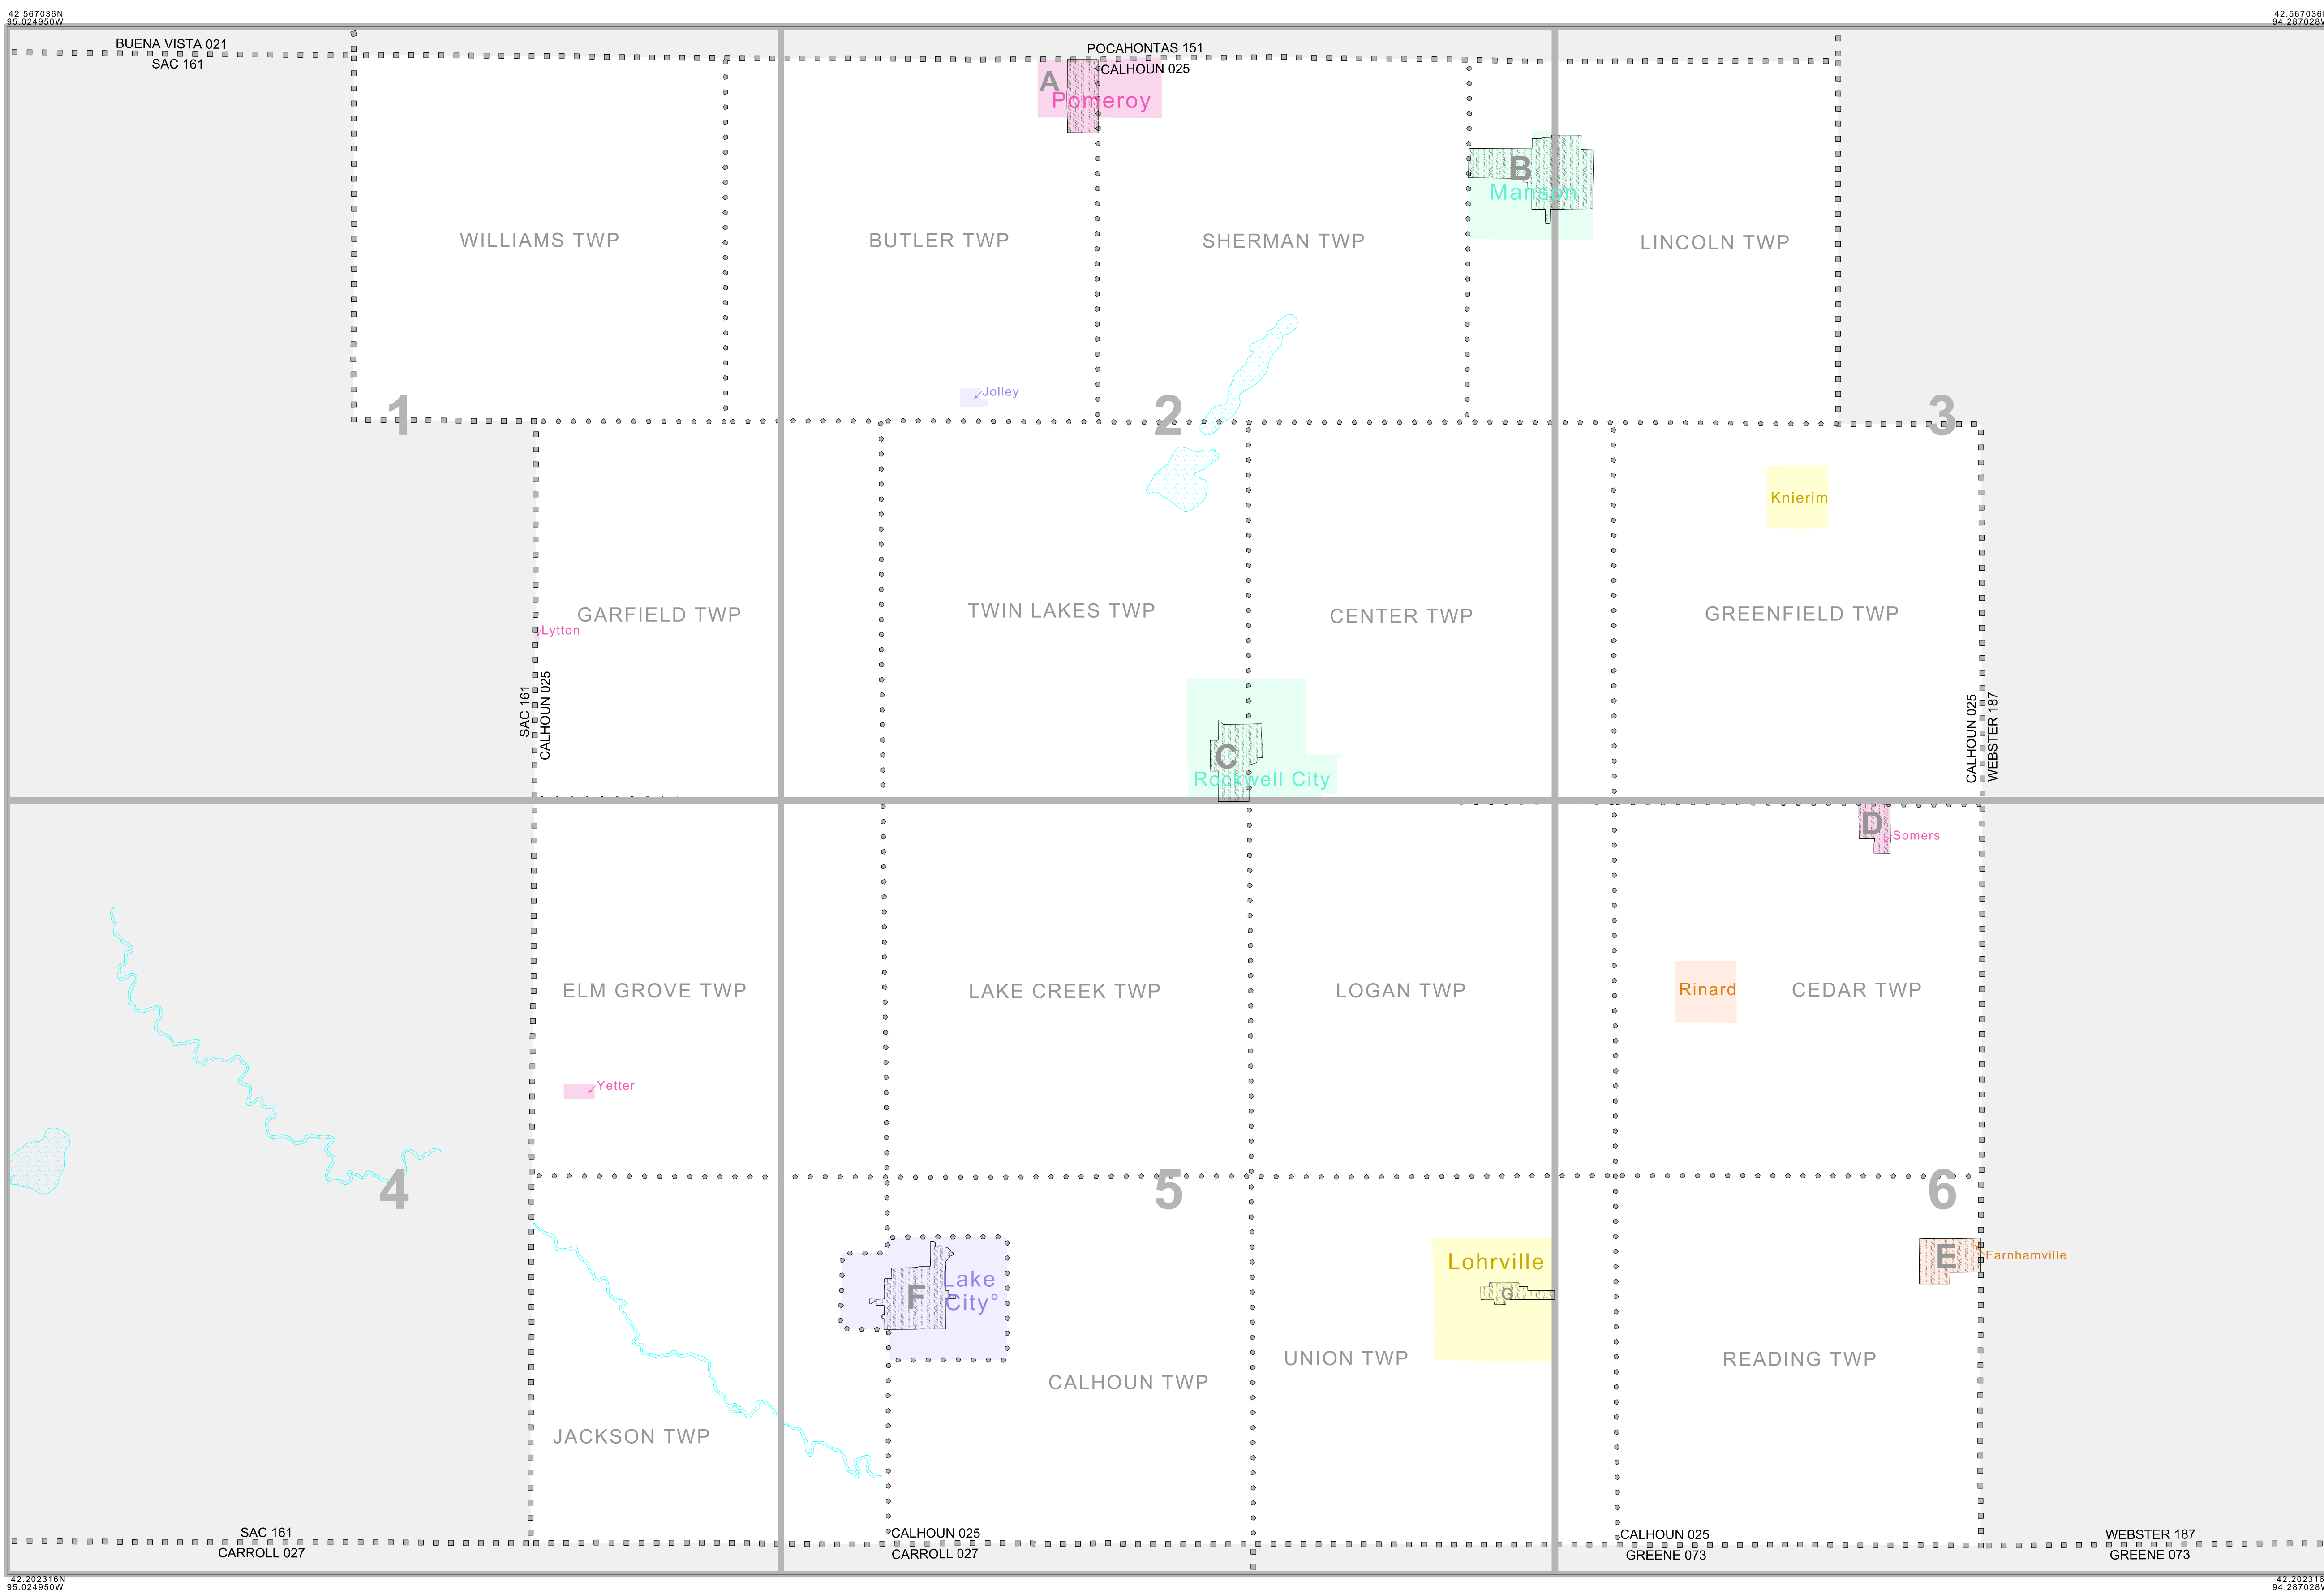 42.567036N
95.024950W
42.567036N
94.287028W
BUENA VISTA 021
SAC 161
POCAHONTAS 151
CALHOUN 025
A
Pomeroy
B
Manson
WILLIAMS TWP
BUTLER TWP
SHERMAN TWP
LINCOLN TWP
Jolley
1
2
3
Knierim
GARFIELD TWP
TWIN LAKES TWP
CENTER TWP
GREENFIELD TWP
Lytton
SAC 161
CALHOUN 025
CALHOUN 025
WEBSTER 187
C
Rockwell City
D
Somers
ELM GROVE TWP
LAKE CREEK TWP
LOGAN TWP
Rinard
CEDAR TWP
Yetter
4
5
6
E
Farnhamville
Lohrville
G
F
Lake
City°
UNION TWP
READING TWP
CALHOUN TWP
JACKSON TWP
SAC 161
CARROLL 027
CALHOUN 025
CARROLL 027
CALHOUN 025
GREENE 073
WEBSTER 187
GREENE 073
42.202316N
95.024950W
42.202316N
94.287028W